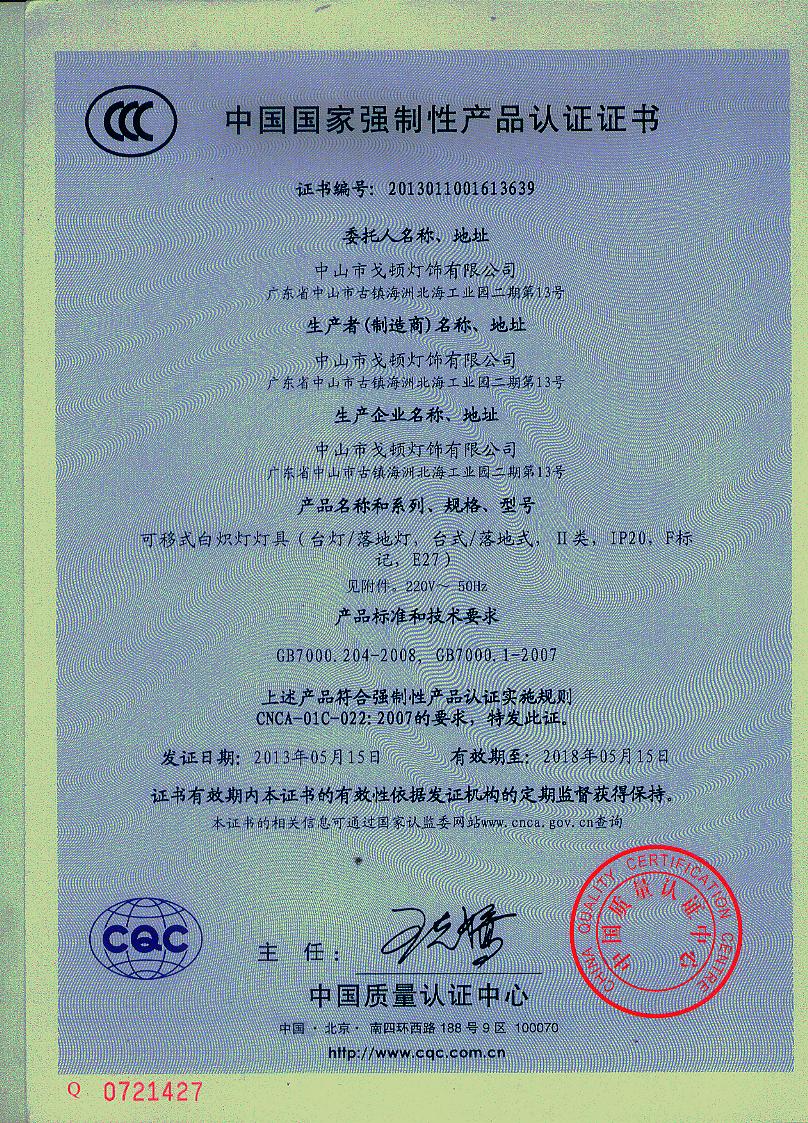 中国国家强制性产品认证证书
证书编号: 2013011001613639
委托人名称、地址
中山市戈顿灯饰有限公司
广东省中山市古镇海洲北海工业园二期第13号
生产者(制造商)名称、地址
中山市戈顿灯饰有限公司
广东省中山市古镇海洲北海工业园二期第13号
生产企业名称、地址
中山市戈顿灯饰有限公司
广东省中山市古镇海洲北海工业园二期第13号
产品名称和系列、规格、型号
可移式白炽灯灯具(台灯/落地灯, 台式/落地式, II类, IP20, F标
记, E27)
见附件。220V～ 50Hz
产品标准和技术要求
GB7000.204-2008, GB7000.1-2007
上述产品符合强制性产品认证实施规则
CNCA-01C-022:2007的要求，特发此证。
发证日期: 2013年05月15日 有效期至: 2018年05月15日
证书有效期内本证书的有效性依据发证机构的定期监督获得保持。
本证书的相关信息可通过国家认监委网站www.cnca.gov.cn查询
CHINA QUALITY CERTIFICATION CENTRE
中国质量认证中心
CQC
主 任:
中国质量认证中心
中国·北京· 南四环西路 188 号 9 区 100070
http://www.cqc.com.cn
Q 0721427